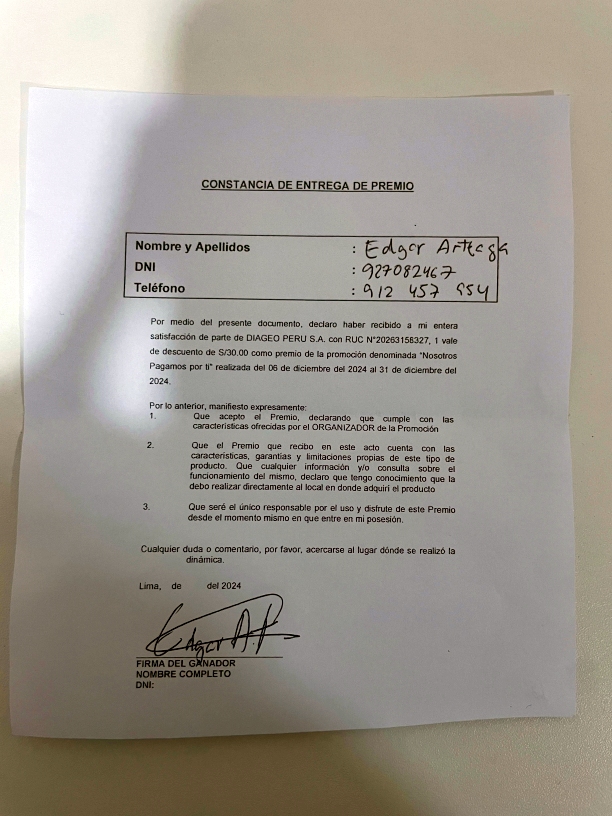 CONSTANCIA DE ENTREGA DE PREMIO
Nombre y Apellidos : Edgar Arteaga
DNI : 927082467
Teléfono : 912 457 954
Por medio del presente documento, declaro haber recibido a mi entera
satisfacción de parte de DIAGEO PERU S.A. con RUC N°20263158327, 1 vale
de descuento de S/30.00 como premio de la promoción denominada "Nosotros
Pagamos por ti" realizada del 06 de diciembre del 2024 al 31 de diciembre del
2024.
Por lo anterior, manifiesto expresamente:
1. Que acepto el Premio, declarando que cumple con las
características ofrecidas por el ORGANIZADOR de la Promoción
2. Que el Premio que recibo en este acto cuenta con las
características, garantías y limitaciones propias de este tipo de
producto. Que cualquier información y/o consulta sobre el
funcionamiento del mismo, declaro que tengo conocimiento que la
debo realizar directamente al local en donde adquirí el producto
3. Que seré el único responsable por el uso y disfrute de este Premio
desde el momento mismo en que entre en mi posesión.
Cualquier duda o comentario, por favor, acercarse al lugar dónde se realizó la
dinámica.
Lima, de del 2024
Edgar A.
FIRMA DEL GANADOR
NOMBRE COMPLETO
DNI: